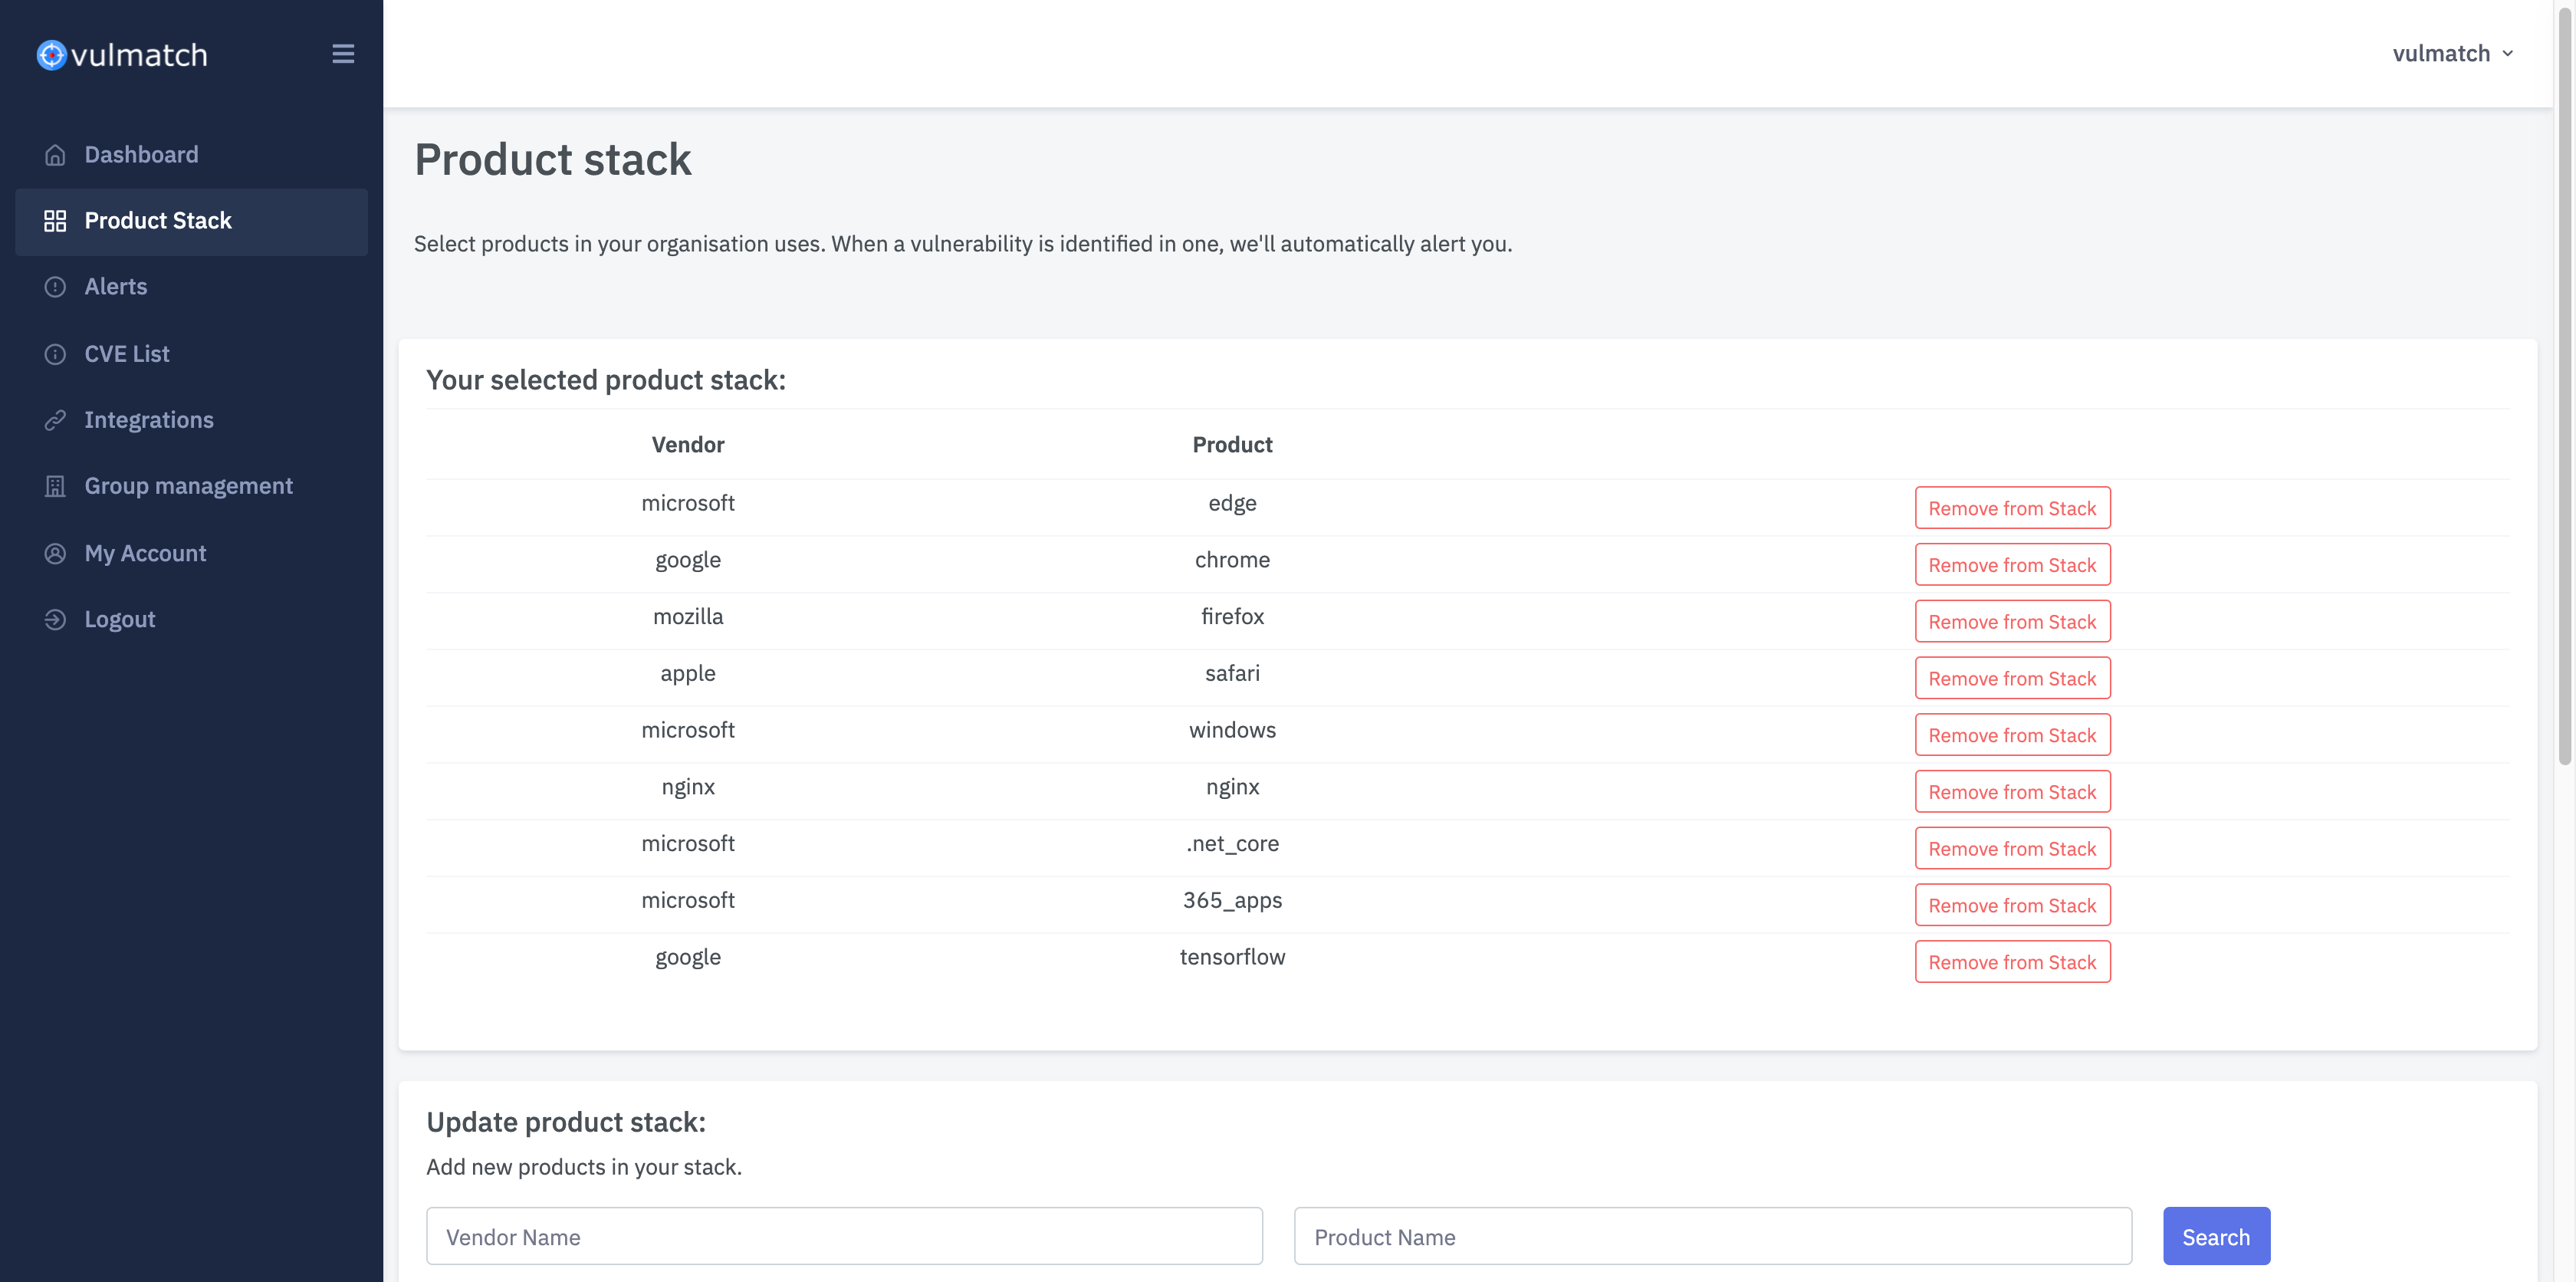 vulmatch
vulmatch
Dashboard
Product Stack
Alerts
CVE List
Integrations
Group management
My Account
Logout
Product stack
Select products in your organisation uses. When a vulnerability is identified in one, we'll automatically alert you.
Your selected product stack:
Vendor Product
microsoft edge Remove from Stack
google chrome Remove from Stack
mozilla firefox Remove from Stack
apple safari Remove from Stack
microsoft windows Remove from Stack
nginx nginx Remove from Stack
microsoft .net_core Remove from Stack
microsoft 365_apps Remove from Stack
google tensorflow Remove from Stack
Update product stack:
Add new products in your stack.
Vendor Name Product Name Search